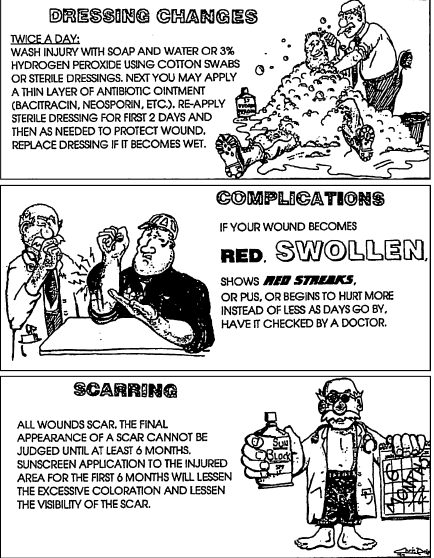 DRESSING CHANGES
TWICE A DAY:
WASH INJURY WITH SOAP AND WATER OR 3%
HYDROGEN PEROXIDE USING COTTON SWABS
OR STERILE DRESSINGS. NEXT YOU MAY APPLY
A THIN LAYER OF ANTIBIOTIC OINTMENT
(BACITRACIN, NEOSPORIN, ETC.). RE-APPLY
STERILE DRESSING FOR FIRST 2 DAYS AND
THEN AS NEEDED TO PROTECT WOUND.
REPLACE DRESSING IF IT BECOMES WET.
COMPLICATIONS
IF YOUR WOUND BECOMES
RED, SWOLLEN,
SHOWS RED STREAKS,
OR PUS, OR BEGINS TO HURT MORE
INSTEAD OF LESS AS DAYS GO BY,
HAVE IT CHECKED BY A DOCTOR.
SCARRING
ALL WOUNDS SCAR. THE FINAL
APPEARANCE OF A SCAR CANNOT BE
JUDGED UNTIL AT LEAST 6 MONTHS.
SUNSCREEN APPLICATION TO THE INJURED
AREA FOR THE FIRST 6 MONTHS WILL LESSEN
THE EXCESSIVE COLORATION AND LESSEN
THE VISIBILITY OF THE SCAR.
SUN
BLOCK